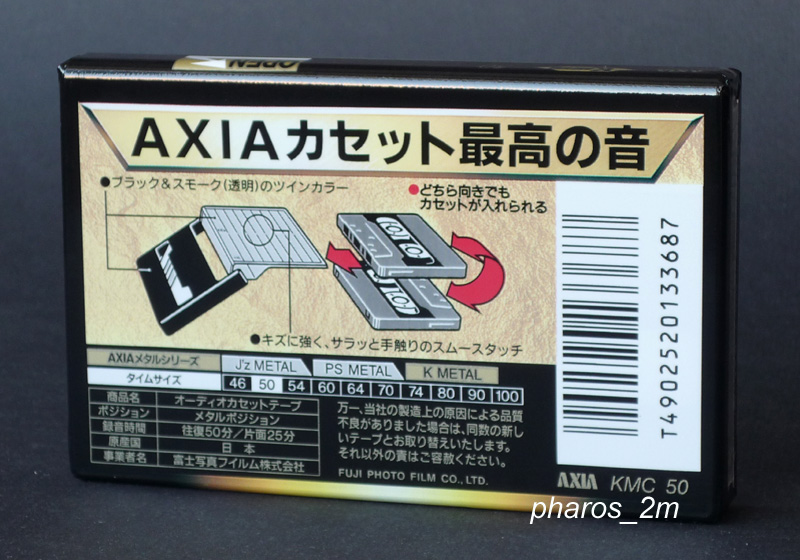 OPEN
AXIAカセット最高の音
●ブラック&スモーク(透明)のツインカラー
●どちら向きでも
カセットが入れられる
●キズに強く、サラッと手触りのスムースタッチ
T4902520133687
AXIAメタルシリーズ J'z METAL PS METAL K METAL
タイムサイズ 46 50 54 60 64 70 74 80 90 100
商品名 オーディオカセットテープ
ポジション メタルポジション
録音時間 往復50分/片面25分
原産国 日本
事業者名 富士写真フイルム株式会社
万一、当社の製造上の原因による品質
不良がありました場合は、同数の新し
いテープとお取り替えいたします。
それ以外の責はご容赦ください。
FUJI PHOTO FILM CO., LTD.
AXIA KMC 50
pharos_2m